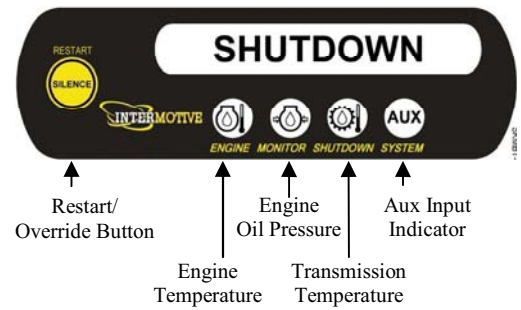 SHUTDOWN
RESTART
SILENCE
INTERMOTIVE
AUX
ENGINE MONITOR SHUTDOWN SYSTEM
Restart/
Override Button
Engine
Oil Pressure
Aux Input
Indicator
Engine
Temperature
Transmission
Temperature